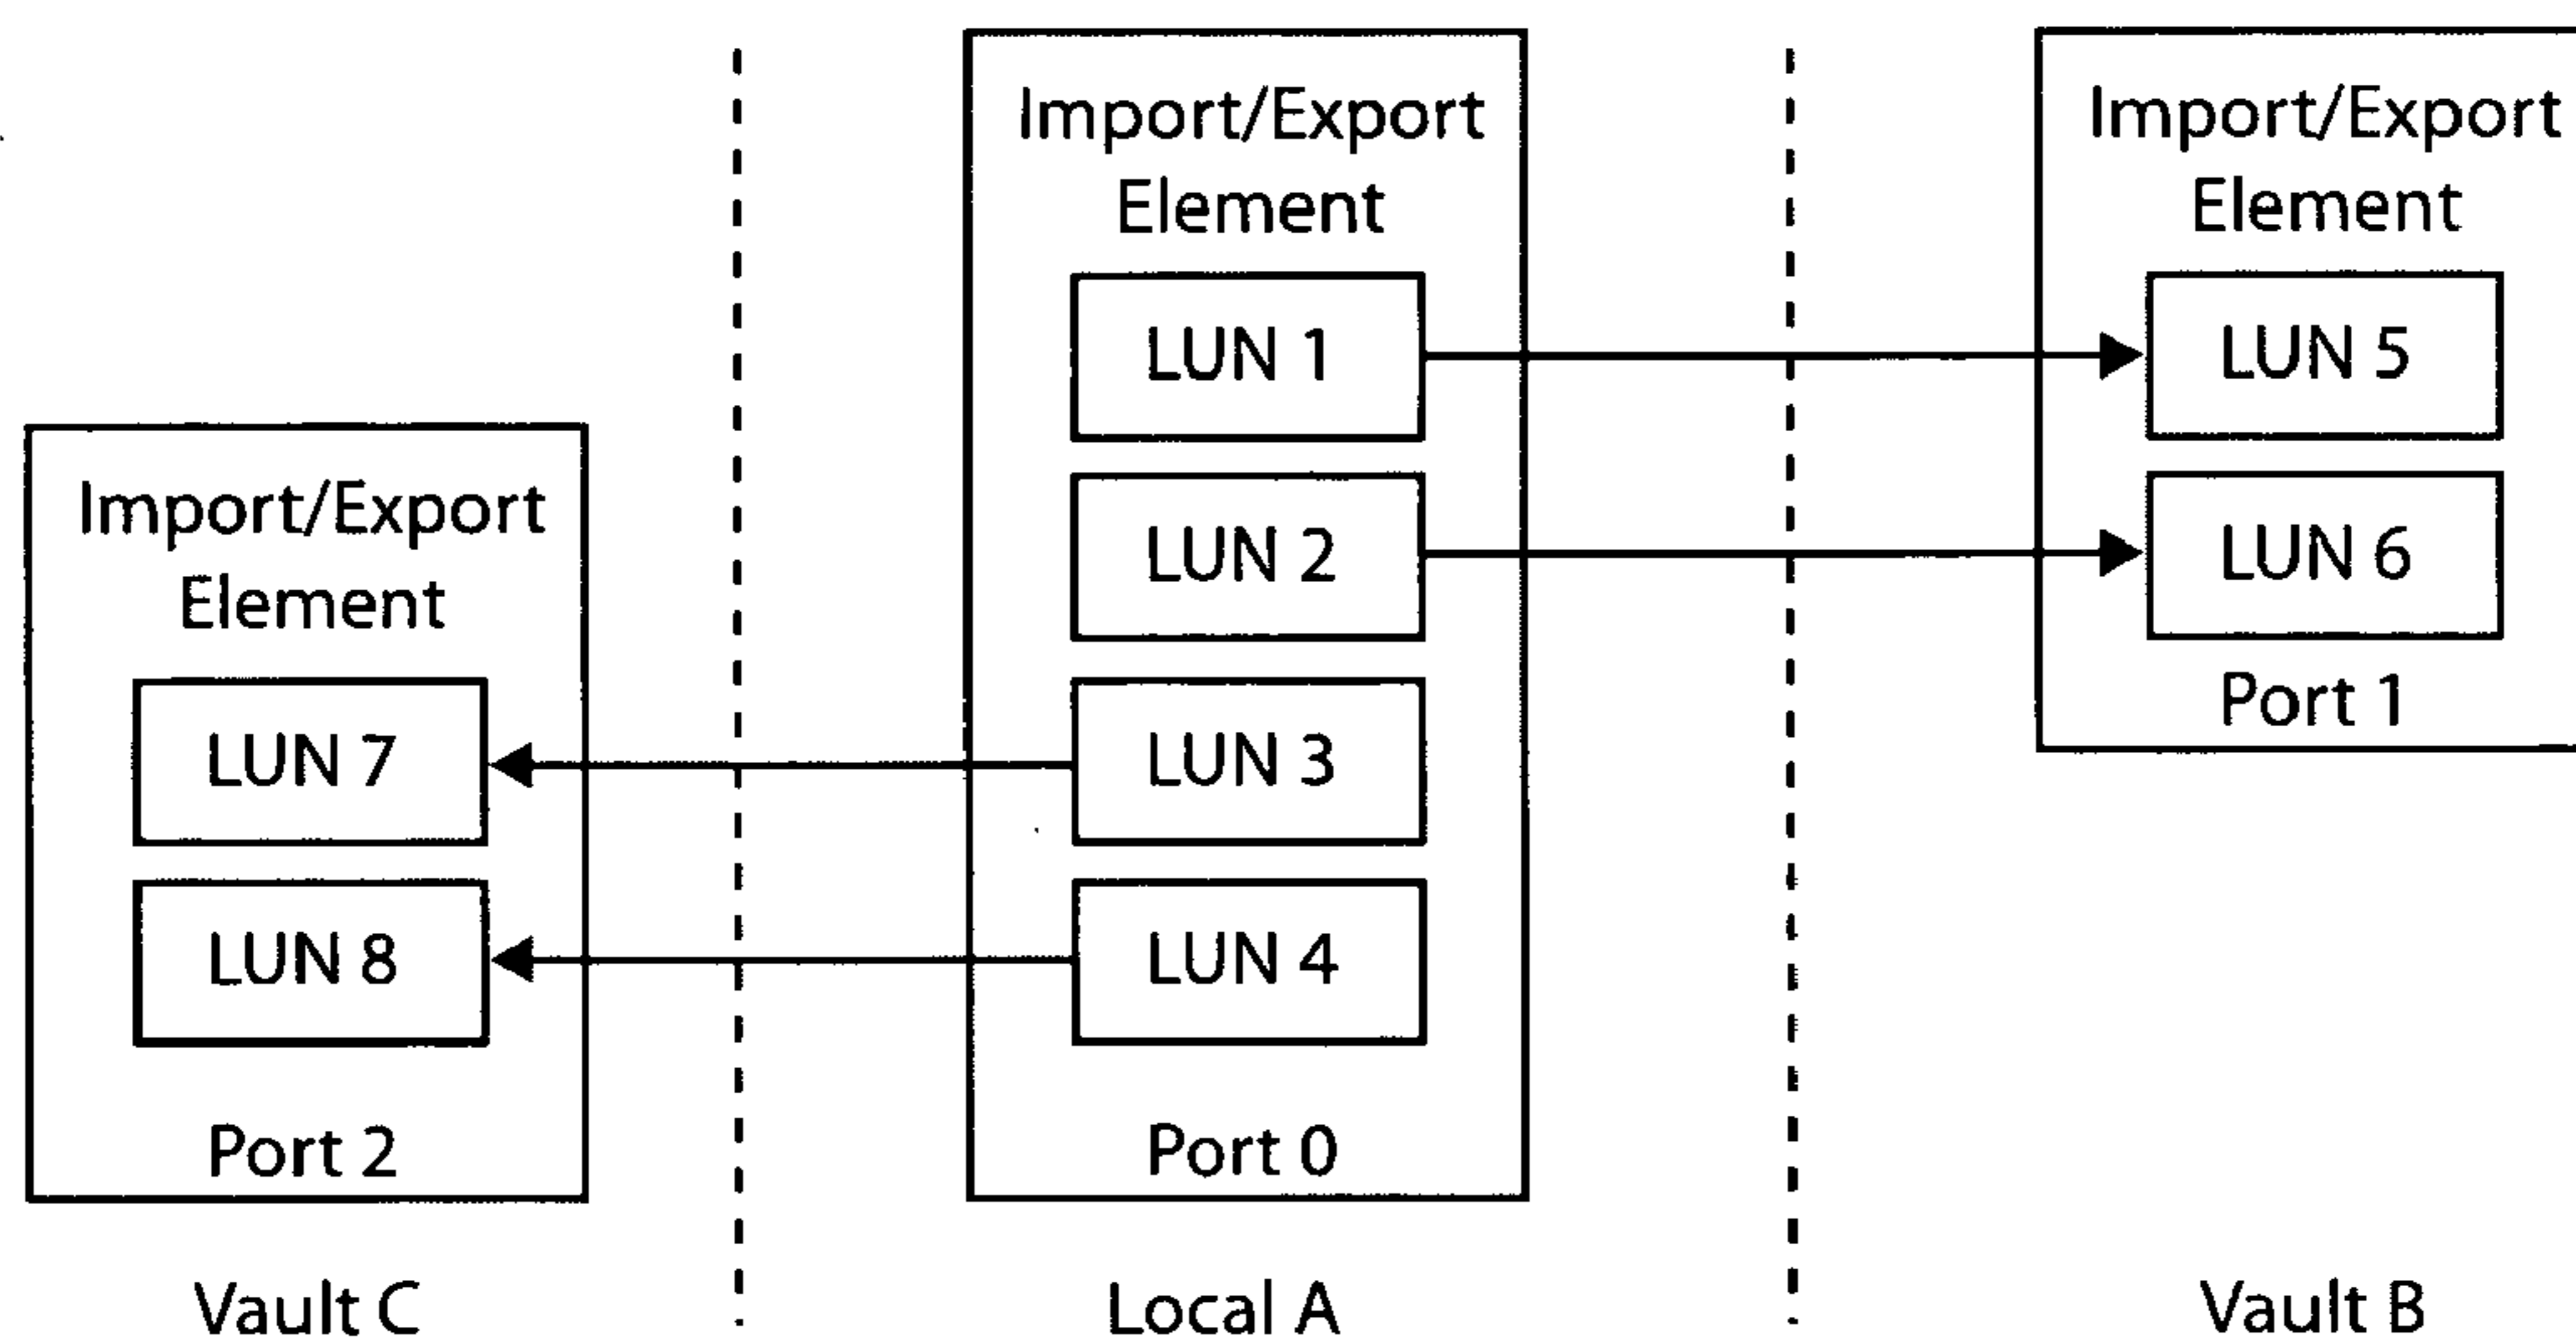 Import/Export
Element
LUN 7
LUN 8
Port 2
Vault C
Import/Export
Element
LUN 1
LUN 2
LUN 3
LUN 4
Port 0
Local A
Import/Export
Element
LUN 5
LUN 6
Port 1
Vault B